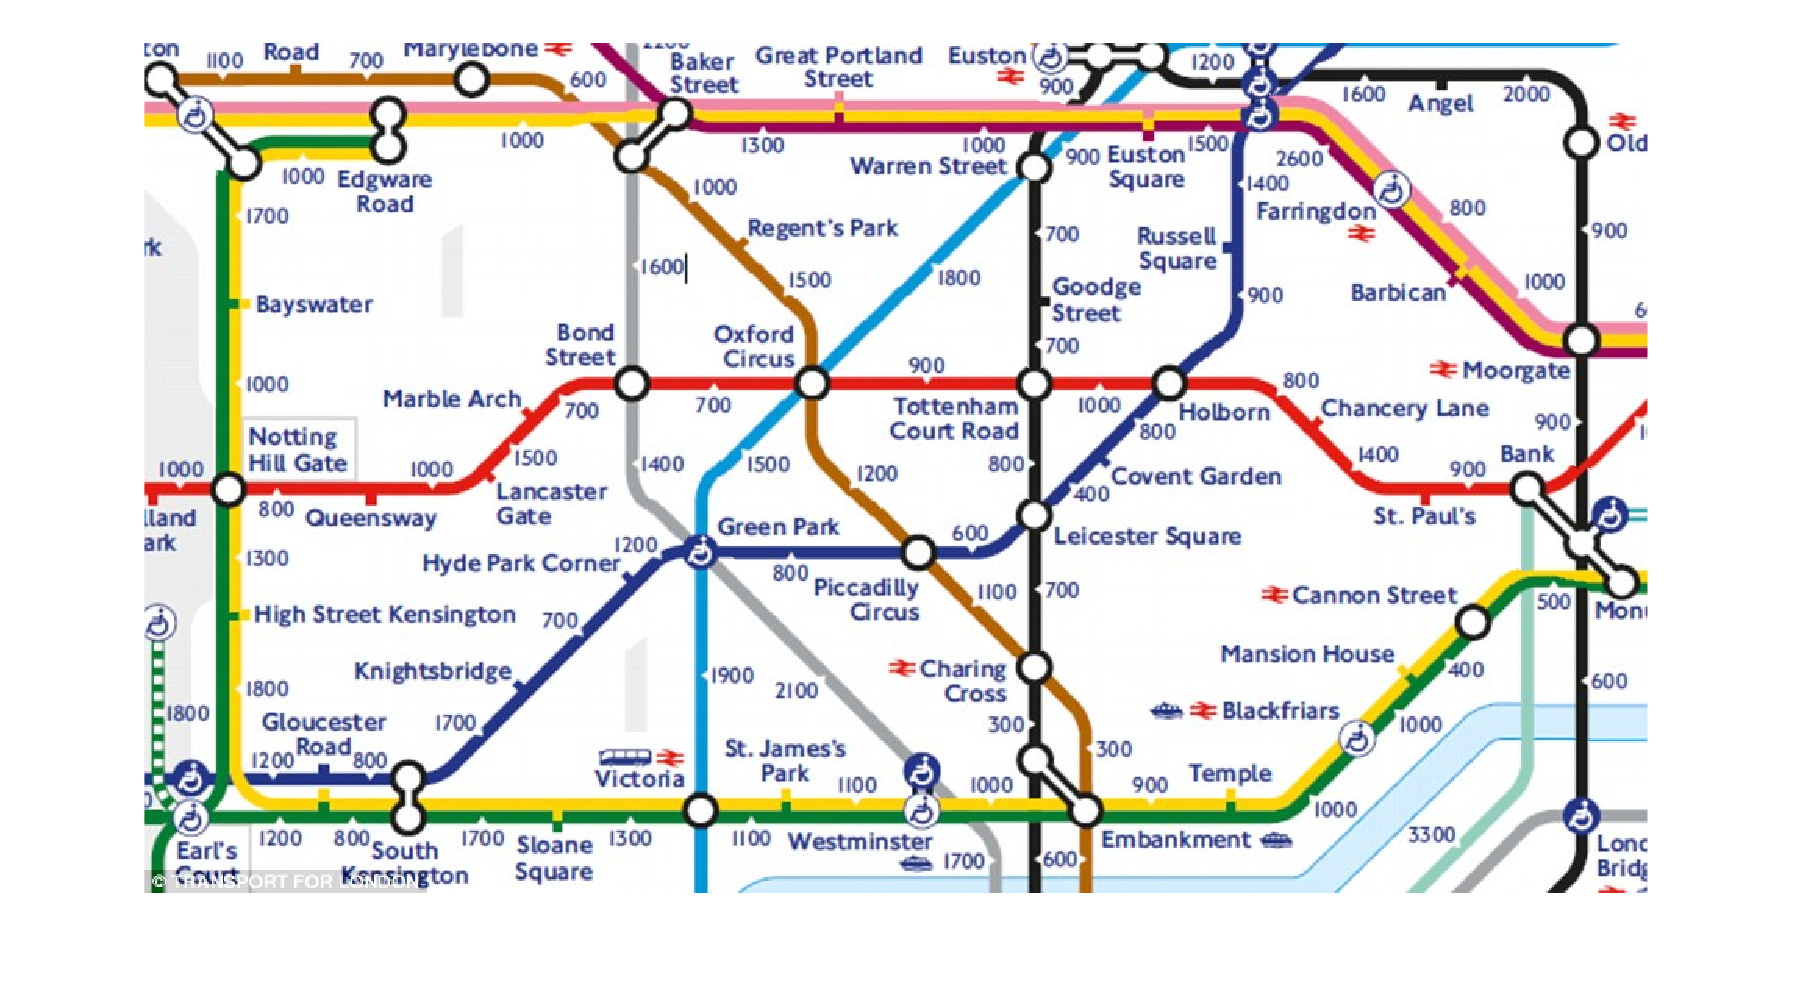 ton
1100
Road
700
Marylebone
600
Baker
Street
Great Portland
Street
Euston
900
1200
1600
Angel
2000
Old
1000
1300
1000
Warren Street
900
Euston
Square
1500
2600
1400
Farringdon
800
900
1000
Edgware
Road
1700
1000
Regent's Park
700
Russell
Square
rk
1600
1500
1800
Goodge
Street
900
Barbican
1000
Bayswater
Bond
Street
Oxford
Circus
900
700
Moorgate
1000
Marble Arch
700
700
Tottenham
Court Road
1000
Holborn
800
800
Chancery Lane
900
Notting
Hill Gate
1000
800
Queensway
1000
1500
Lancaster
Gate
1400
1500
1200
800
400
Covent Garden
1400
900
Bank
St. Paul's
lland
ark
1300
Hyde Park Corner
1200
Green Park
800
Piccadilly
Circus
600
Leicester Square
1100
700
Cannon Street
500
Monu
High Street Kensington
700
Knightsbridge
1800
1800
1900
2100
Charing
Cross
300
300
Mansion House
400
Blackfriars
1000
600
Gloucester
Road
1200
800
1700
Victoria
St. James's
Park
1100
1000
900
Temple
1000
Earl's
Court
1200
800
South
Kensington
1700
Sloane
Square
1300
1100
Westminster
1700
600
Embankment
3300
Lond
Bridg
© TRANSPORT FOR LONDON